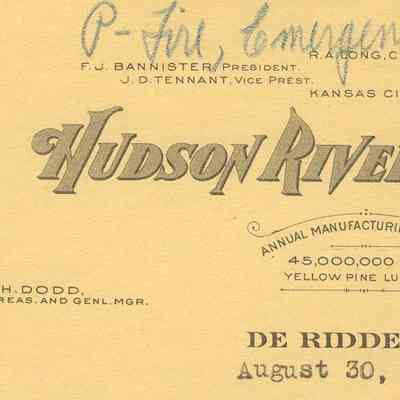 P-Fire, Emergen
R.A. LONG, C
F.J. BANNISTER, PRESIDENT.
J.D. TENNANT, VICE PREST.
KANSAS CI
HUDSON RIVE
ANNUAL MANUFACTURI
45,000,000
YELLOW PINE LU
H. DODD,
REAS. AND GENL. MGR.
DE RIDDE
August 30,